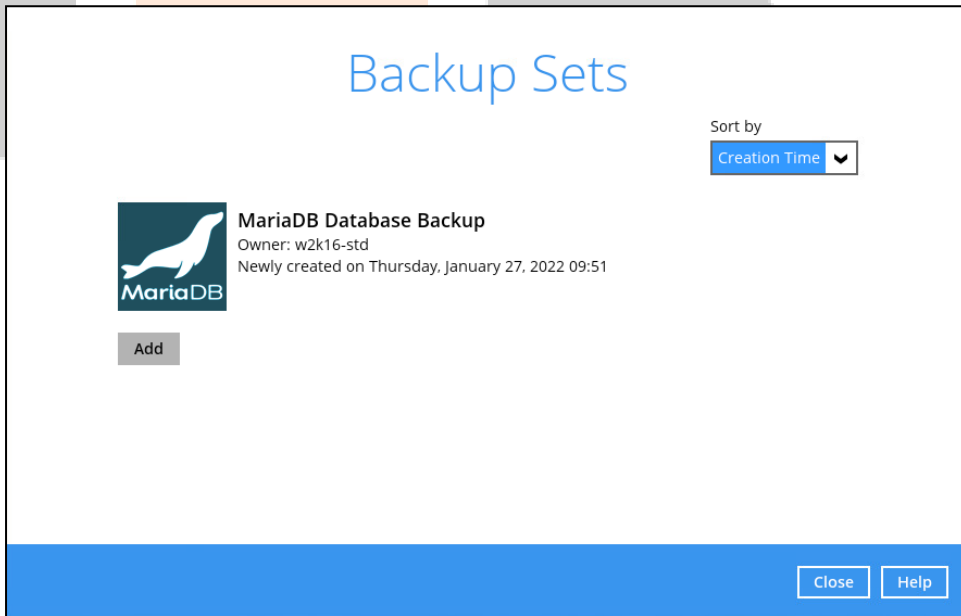 Backup Sets
Sort by
Creation Time
MariaDB Database Backup
Owner: w2k16-std
Newly created on Thursday, January 27, 2022 09:51
MariaDB
Add
Close
Help